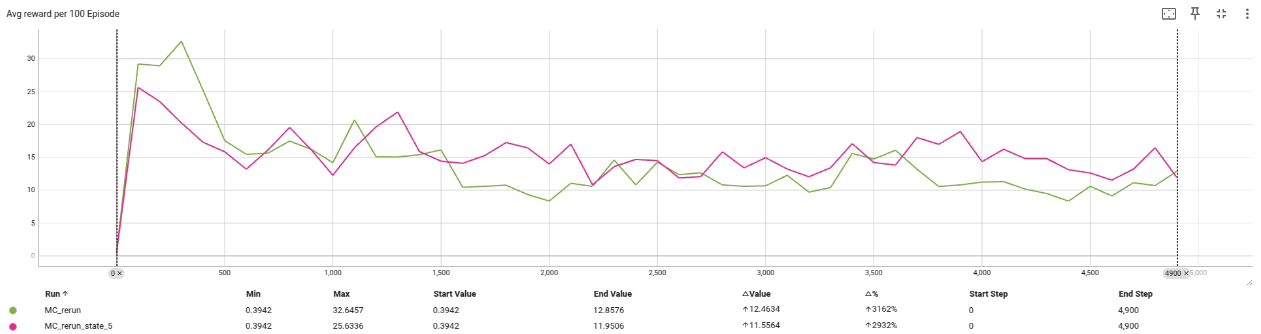 Avg reward per 100 Episode
30
25
20
15
10
5
0
0 × 500 1,000 1,500 2,000 2,500 3,000 3,500 4,000 4,500 4900 × 5,000
Run ↑ Min Max Start Value End Value △Value △% Start Step End Step
MC_rerun 0.3942 32.6457 0.3942 12.8576 ↑12.4634 ↑3162% 0 4,900
MC_rerun_state_5 0.3942 25.6336 0.3942 11.9506 ↑11.5564 ↑2932% 0 4,900